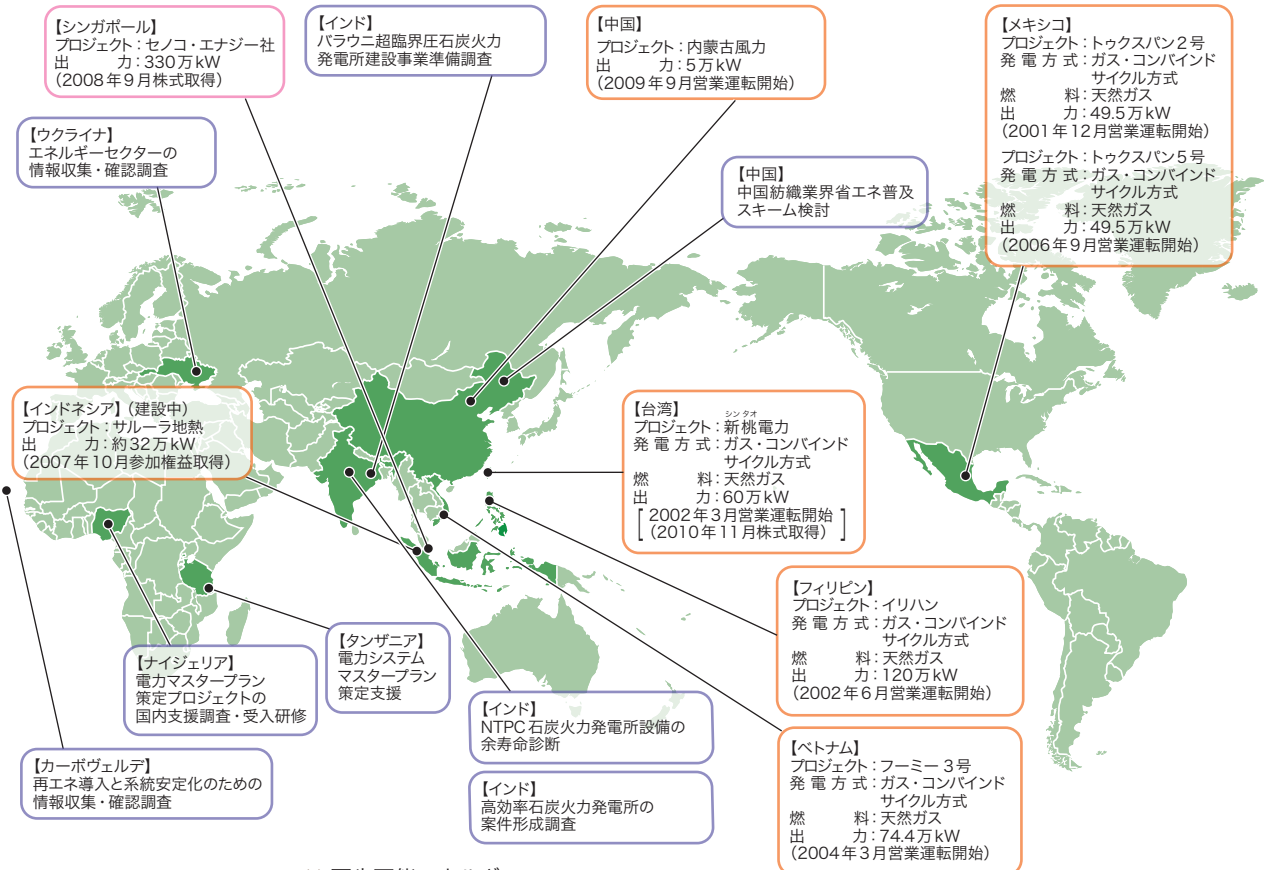 【シンガポール】
プロジェクト：セノコ・エナジー社
出　　　力：330万kW
（2008年9月株式取得）
【インド】
バラウニ超臨界圧石炭火力
発電所建設事業準備調査
【中国】
プロジェクト：内蒙古風力
出　　　力：5万kW
（2009年9月営業運転開始）
【メキシコ】
プロジェクト：トゥクスパン2号
発電方式：ガス・コンバインド
サイクル方式
燃　　　料：天然ガス
出　　　力：49.5万kW
（2001年12月営業運転開始）
プロジェクト：トゥクスパン5号
発電方式：ガス・コンバインド
サイクル方式
燃　　　料：天然ガス
出　　　力：49.5万kW
（2006年9月営業運転開始）
【ウクライナ】
エネルギーセクターの
情報収集・確認調査
【中国】
中国紡織業界省エネ普及
スキーム検討
【インドネシア】（建設中）
プロジェクト：サルーラ地熱
出　　　力：約32万kW
（2007年10月参加権益取得）
【台湾】
シンタオ
プロジェクト：新桃電力
発電方式：ガス・コンバインド
サイクル方式
燃　　　料：天然ガス
出　　　力：60万kW
[2002年3月営業運転開始
（2010年11月株式取得）]
【フィリピン】
プロジェクト：イリハン
発電方式：ガス・コンバインド
サイクル方式
燃　　　料：天然ガス
出　　　力：120万kW
（2002年6月営業運転開始）
【タンザニア】
電力システム
マスタープラン
策定支援
【ナイジェリア】
電力マスタープラン
策定プロジェクトの
国内支援調査・受入研修
【インド】
NTPC石炭火力発電所設備の
余寿命診断
【カーボヴェルデ】
再エネ導入と系統安定化のための
情報収集・確認調査
【インド】
高効率石炭火力発電所の
案件形成調査
【ベトナム】
プロジェクト：フーミー3号
発電方式：ガス・コンバインド
サイクル方式
燃　　　料：天然ガス
出　　　力：74.4万kW
（2004年3月営業運転開始）